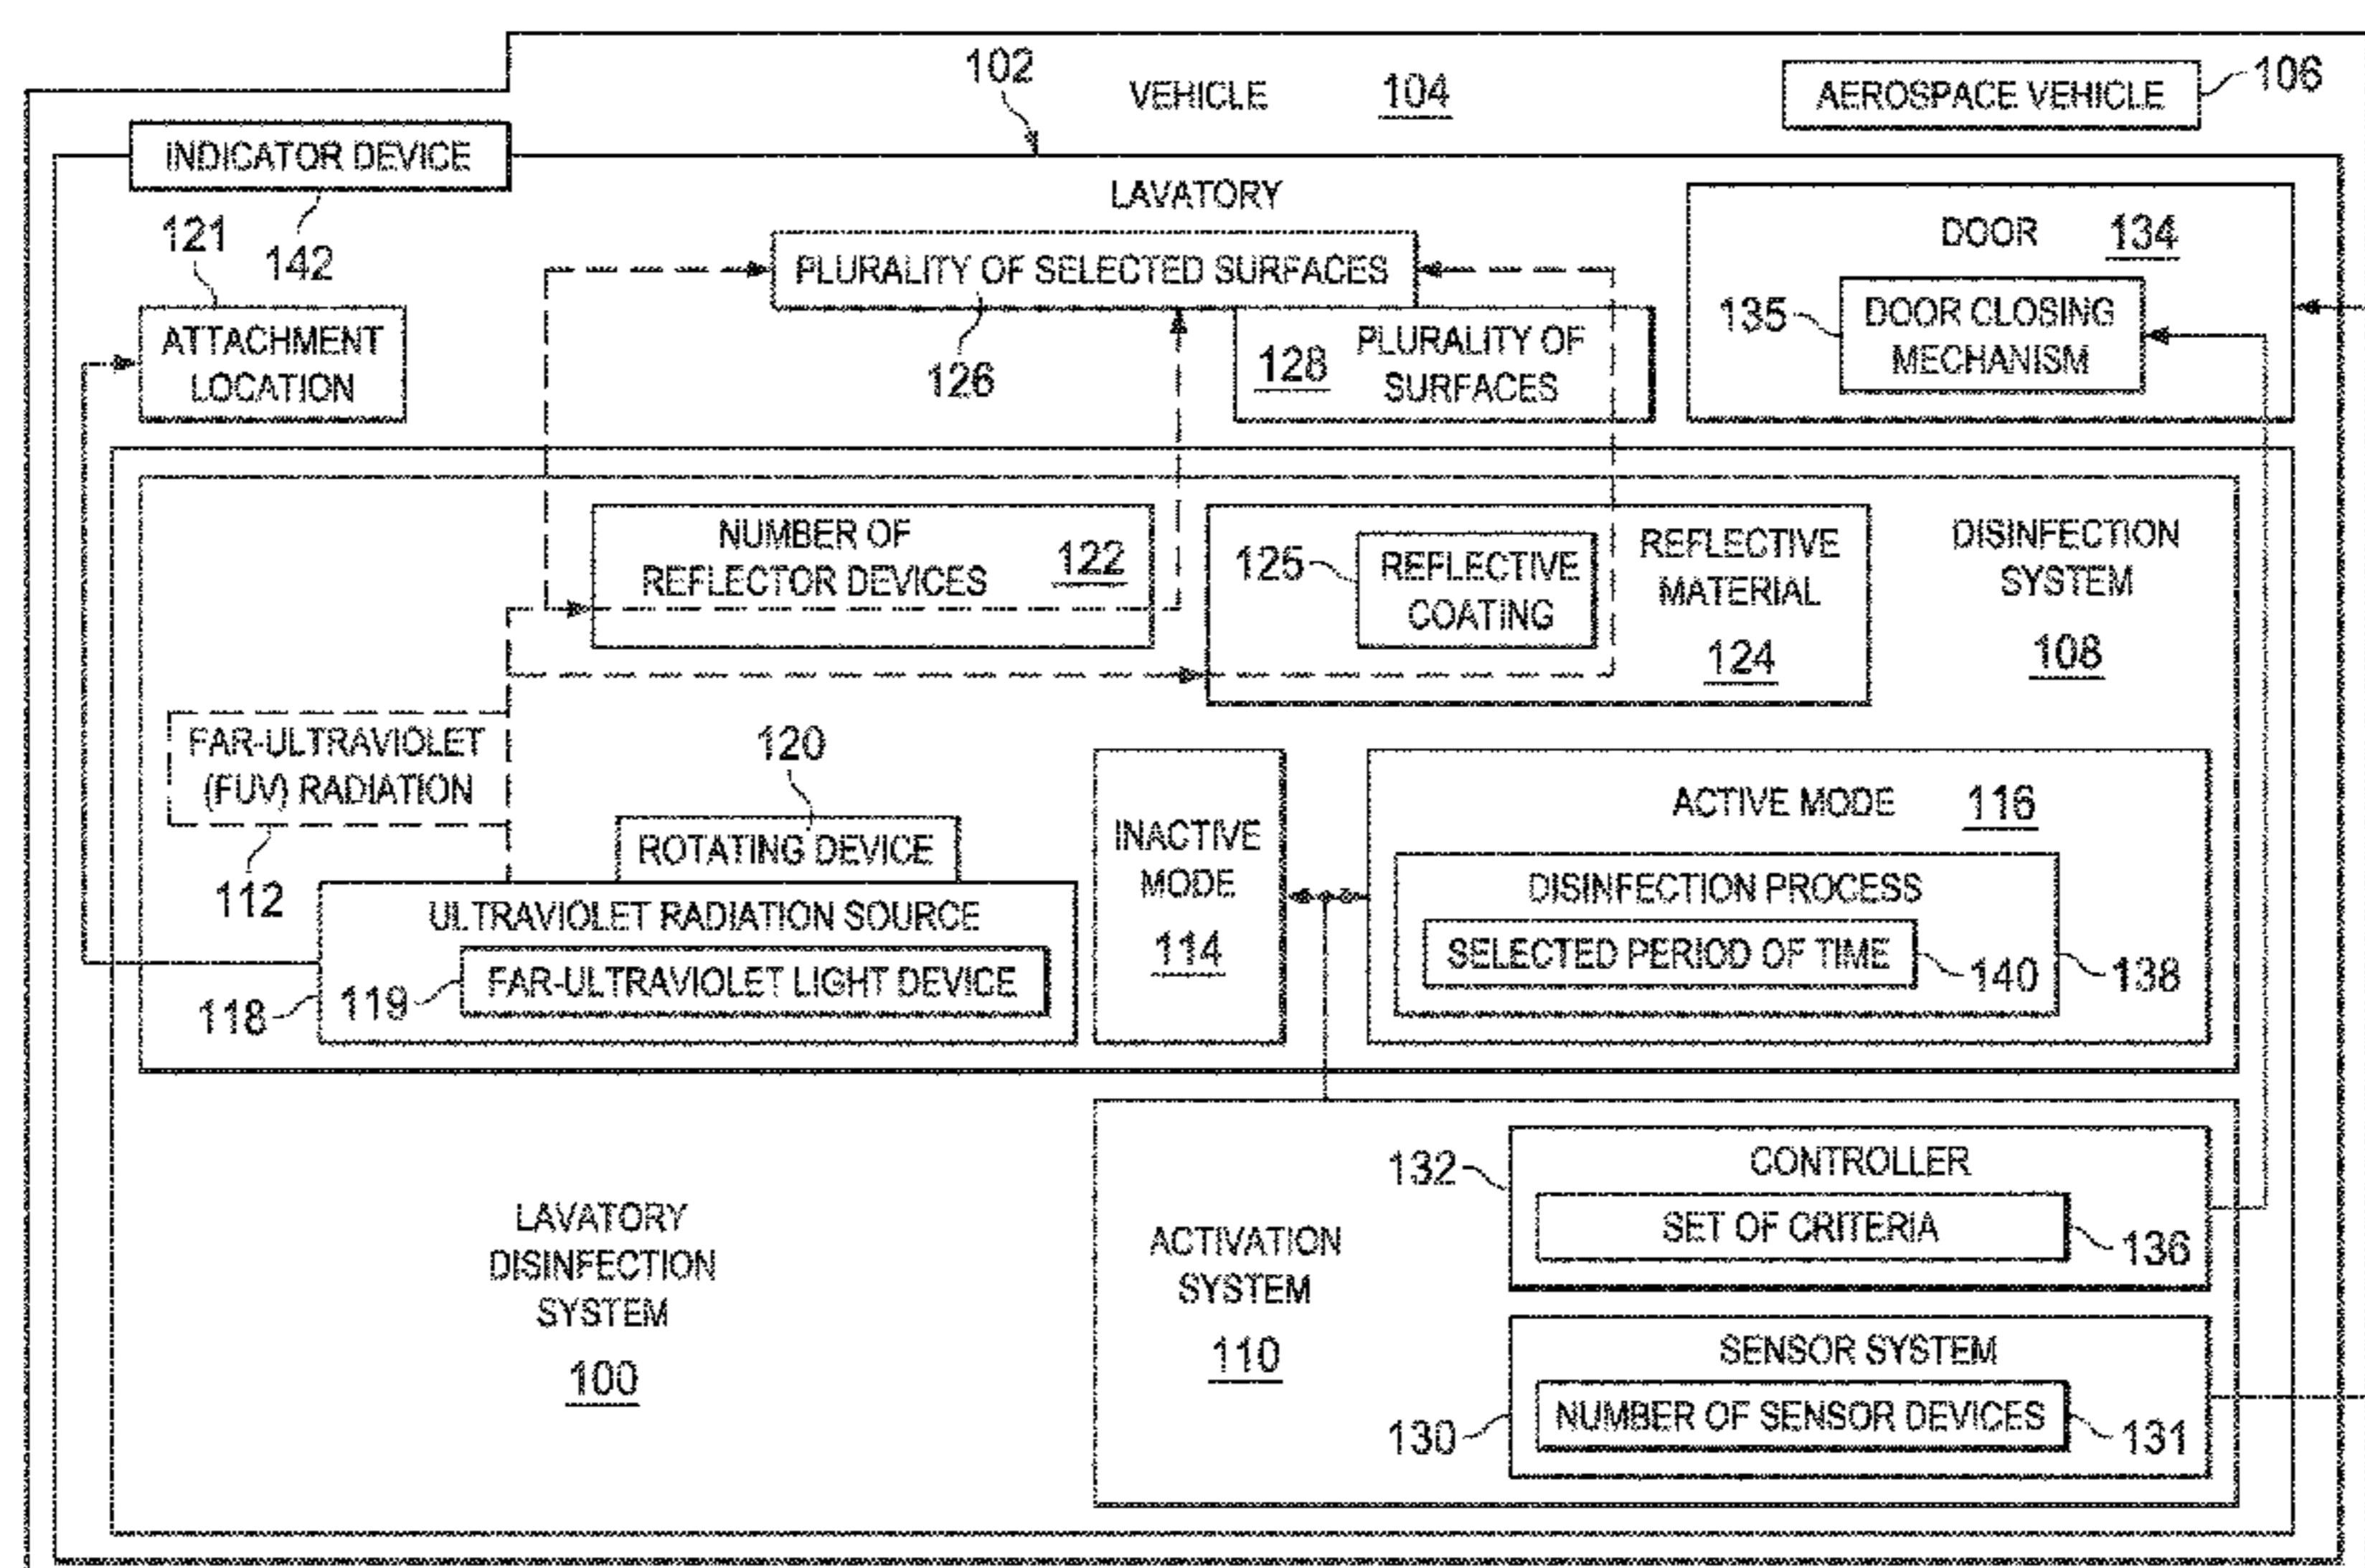 102
VEHICLE 104
AEROSPACE VEHICLE
106
INDICATOR DEVICE
142
LAVATORY
121
ATTACHMENT
LOCATION
PLURALITY OF SELECTED SURFACES
126
128
PLURALITY OF
SURFACES
DOOR 134
135
DOOR CLOSING
MECHANISM
NUMBER OF
REFLECTOR DEVICES
122
125
REFLECTIVE
COATING
REFLECTIVE
MATERIAL
124
DISINFECTION
SYSTEM
108
FAR-ULTRAVIOLET
(FUV) RADIATION
112
120
ROTATING DEVICE
ULTRAVIOLET RADIATION SOURCE
118
119
FAR-ULTRAVIOLET LIGHT DEVICE
INACTIVE
MODE
114
ACTIVE MODE 116
DISINFECTION PROCESS
SELECTED PERIOD OF TIME
140
138
LAVATORY
DISINFECTION
SYSTEM
100
ACTIVATION
SYSTEM
110
132
CONTROLLER
SET OF CRITERIA
136
SENSOR SYSTEM
130
NUMBER OF SENSOR DEVICES
131